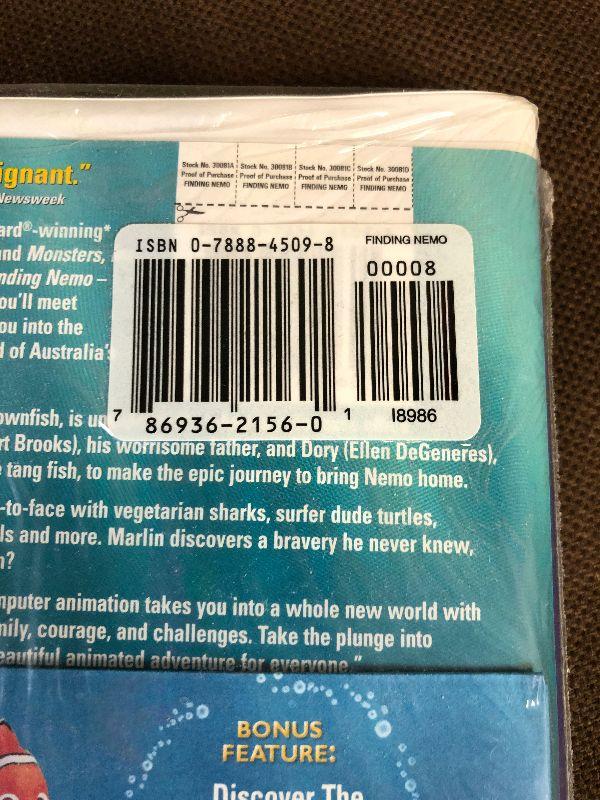 ignant."
Newsweek
Stock No. 30081A Stock No. 30081B Stock No. 30081C Stock No. 30081D
Proof of Purchase Proof of Purchase Proof of Purchase Proof of Purchase
FINDING NEMO FINDING NEMO FINDING NEMO FINDING NEMO
ard®-winning*
and Monsters,
nding Nemo –
ou'll meet
ou into the
d of Australia's
ISBN 0-7888-4509-8
FINDING NEMO
00008
7 86936-2156-0 1
18986
ownfish, is up
rt Brooks), his worrisome father, and Dory (Ellen DeGeneres),
tang fish, to make the epic journey to bring Nemo home.
-to-face with vegetarian sharks, surfer dude turtles,
ls and more. Marlin discovers a bravery he never knew,
n?
mputer animation takes you into a whole new world with
mily, courage, and challenges. Take the plunge into
eautiful animated adventure for everyone."
BONUS
FEATURE:
Discover The